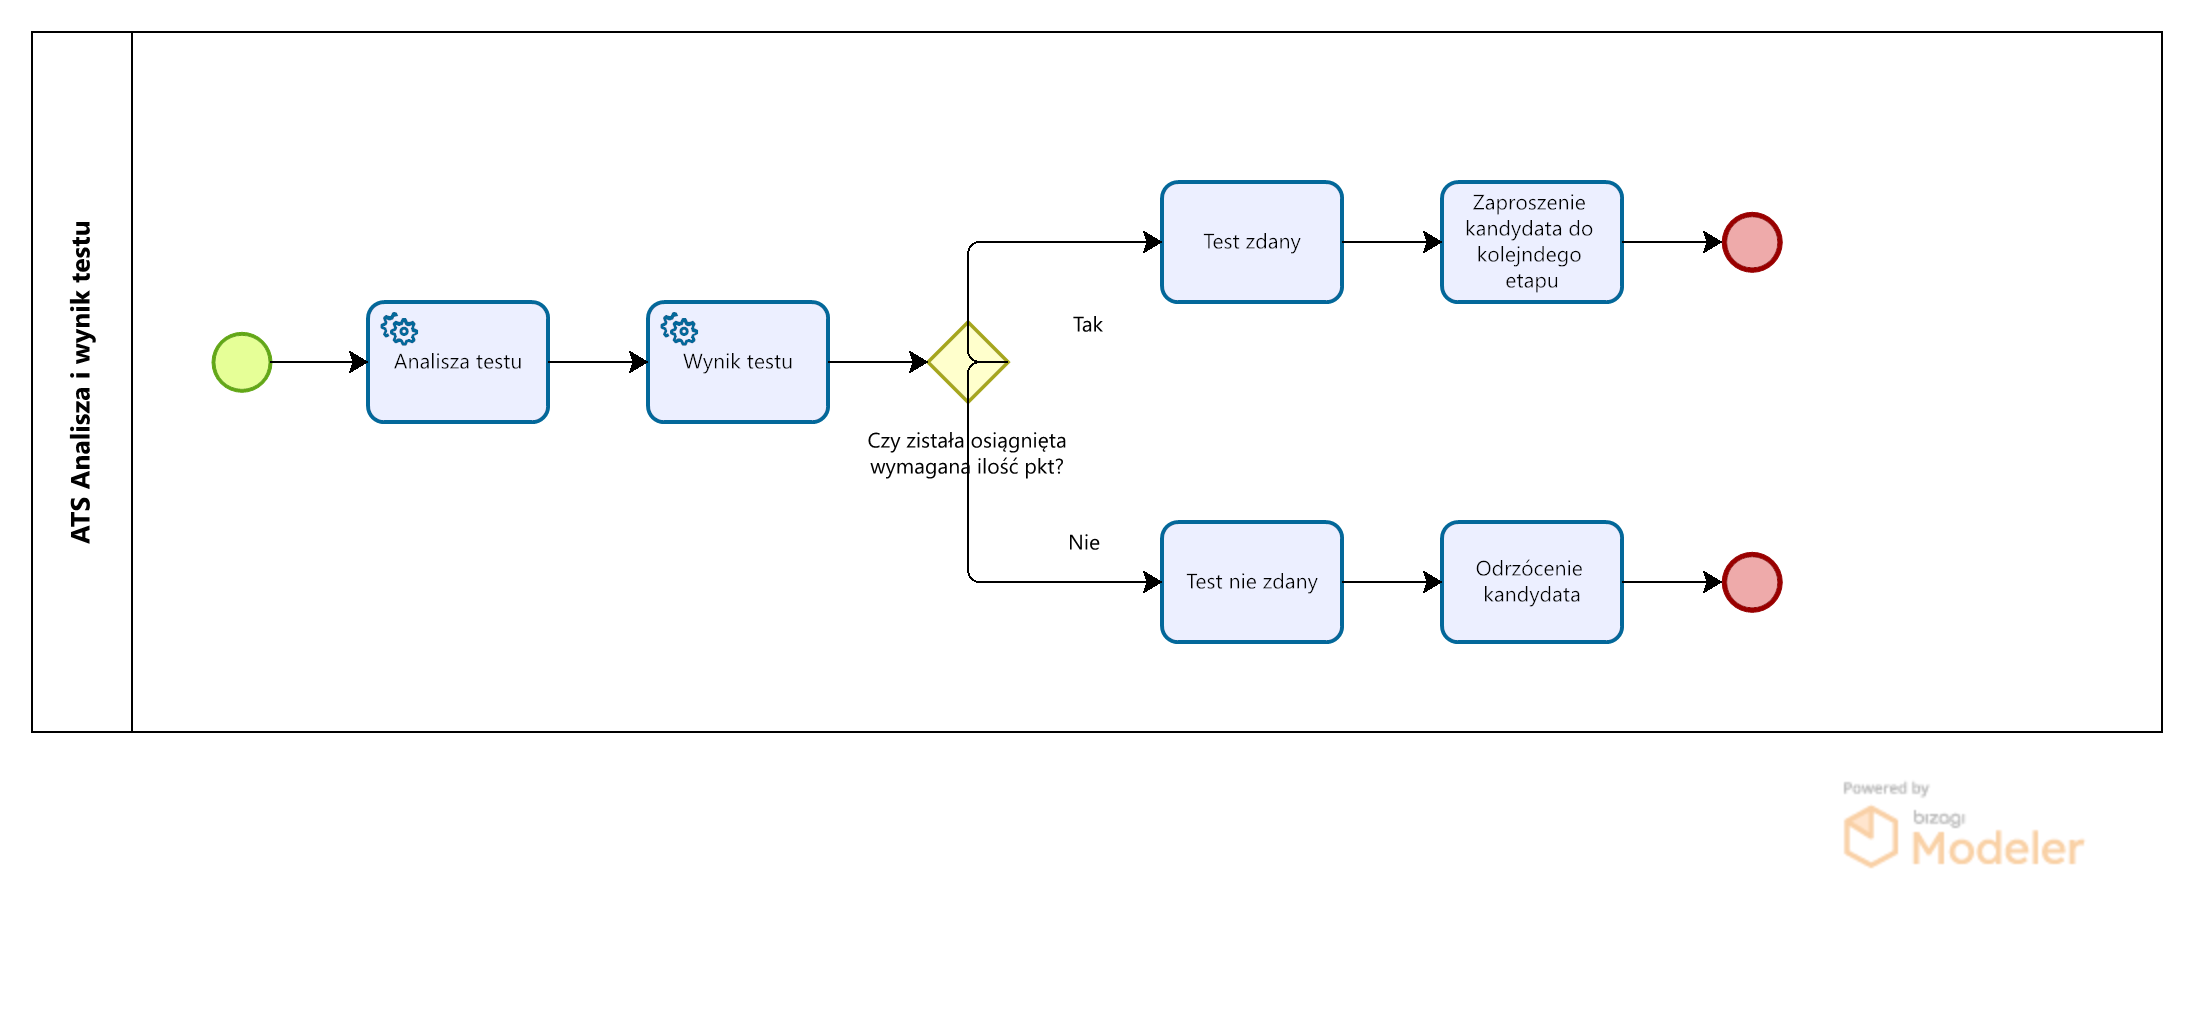 ATS Analisza i wynik testu
Analisza testu
Wynik testu
Czy zistała osiągnięta
wymagana ilość pkt?
Tak
Test zdany
Zaproszenie
kandydata do
kolejndego
etapu
Nie
Test nie zdany
Odrzócenie
kandydata
Powered by
bizagi
Modeler